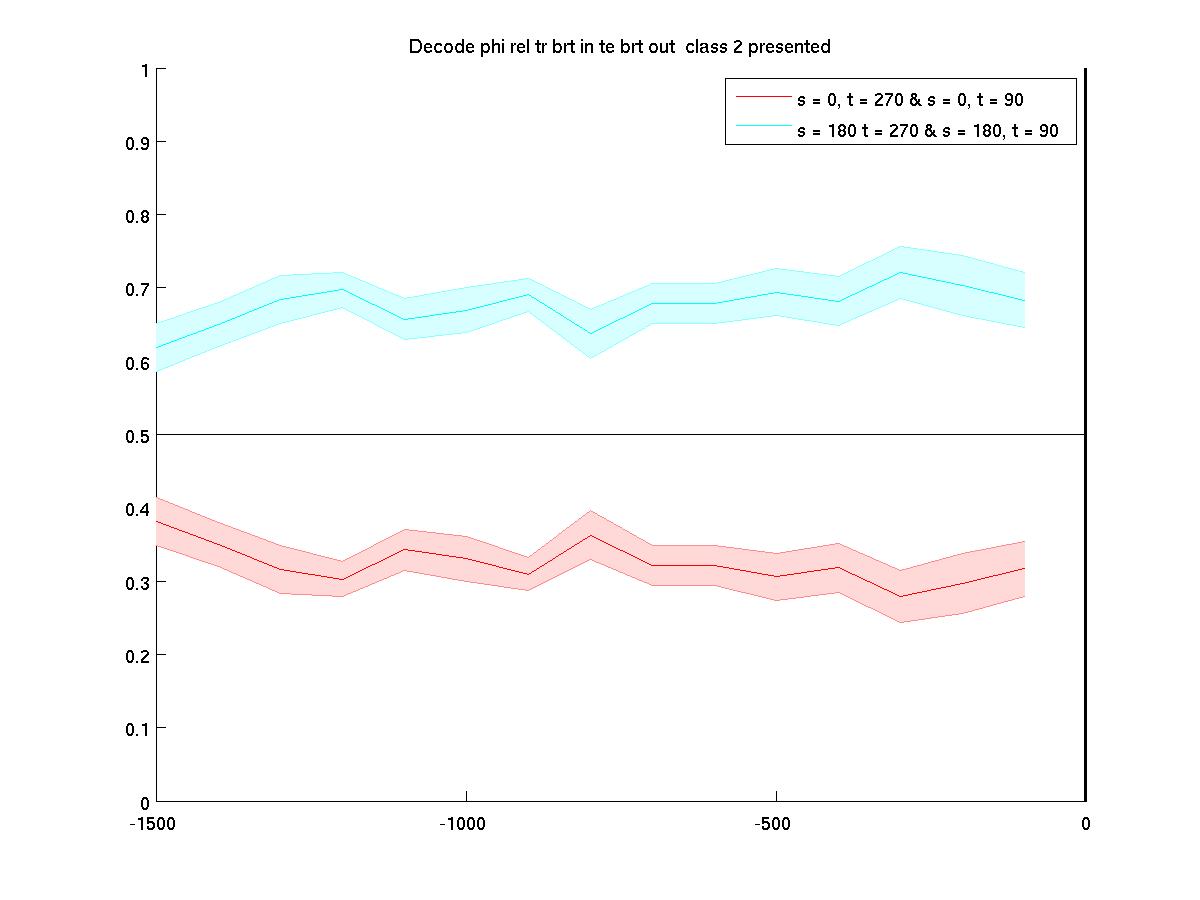 Decode phi rel tr brt in te brt out  class 2 presented
1
s = 0, t = 270 & s = 0, t = 90
s = 180 t = 270 & s = 180, t = 90
0.9
0.8
0.7
0.6
0.5
0.4
0.3
0.2
0.1
0
-1500 -1000 -500 0